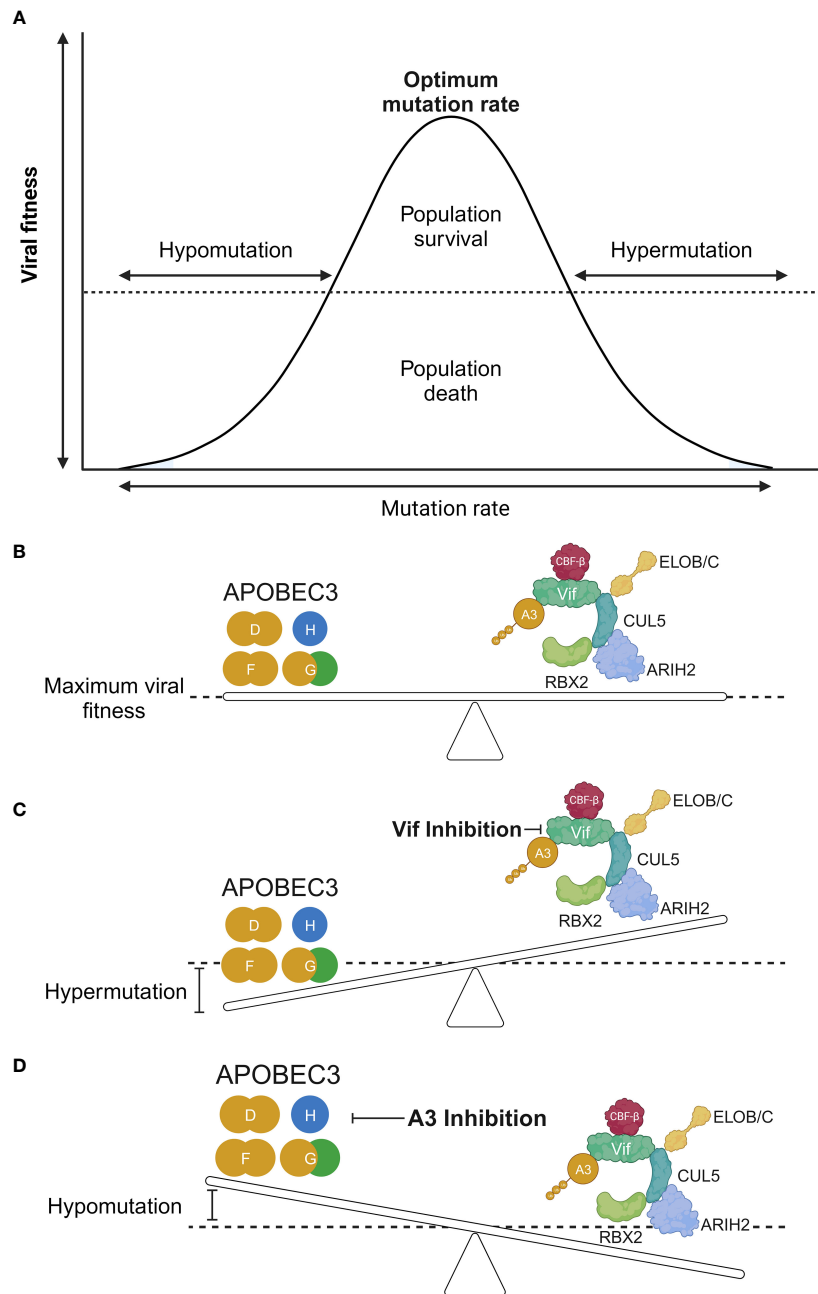 A
Optimum
mutation rate
Viral fitness
Population
survival
Hypomutation
Hypermutation
Population
death
Mutation rate
B
APOBEC3
D
H
F
G
CBF-β
ELOB/C
Vif
A3
CUL5
RBX2
ARIH2
Maximum viral
fitness
C
CBF-β
ELOB/C
Vif Inhibition
Vif
A3
CUL5
APOBEC3
RBX2
ARIH2
D
H
F
G
Hypermutation
D
APOBEC3
D
H
A3 Inhibition
F
G
CBF-β
ELOB/C
Vif
A3
CUL5
Hypomutation
RBX2
ARIH2